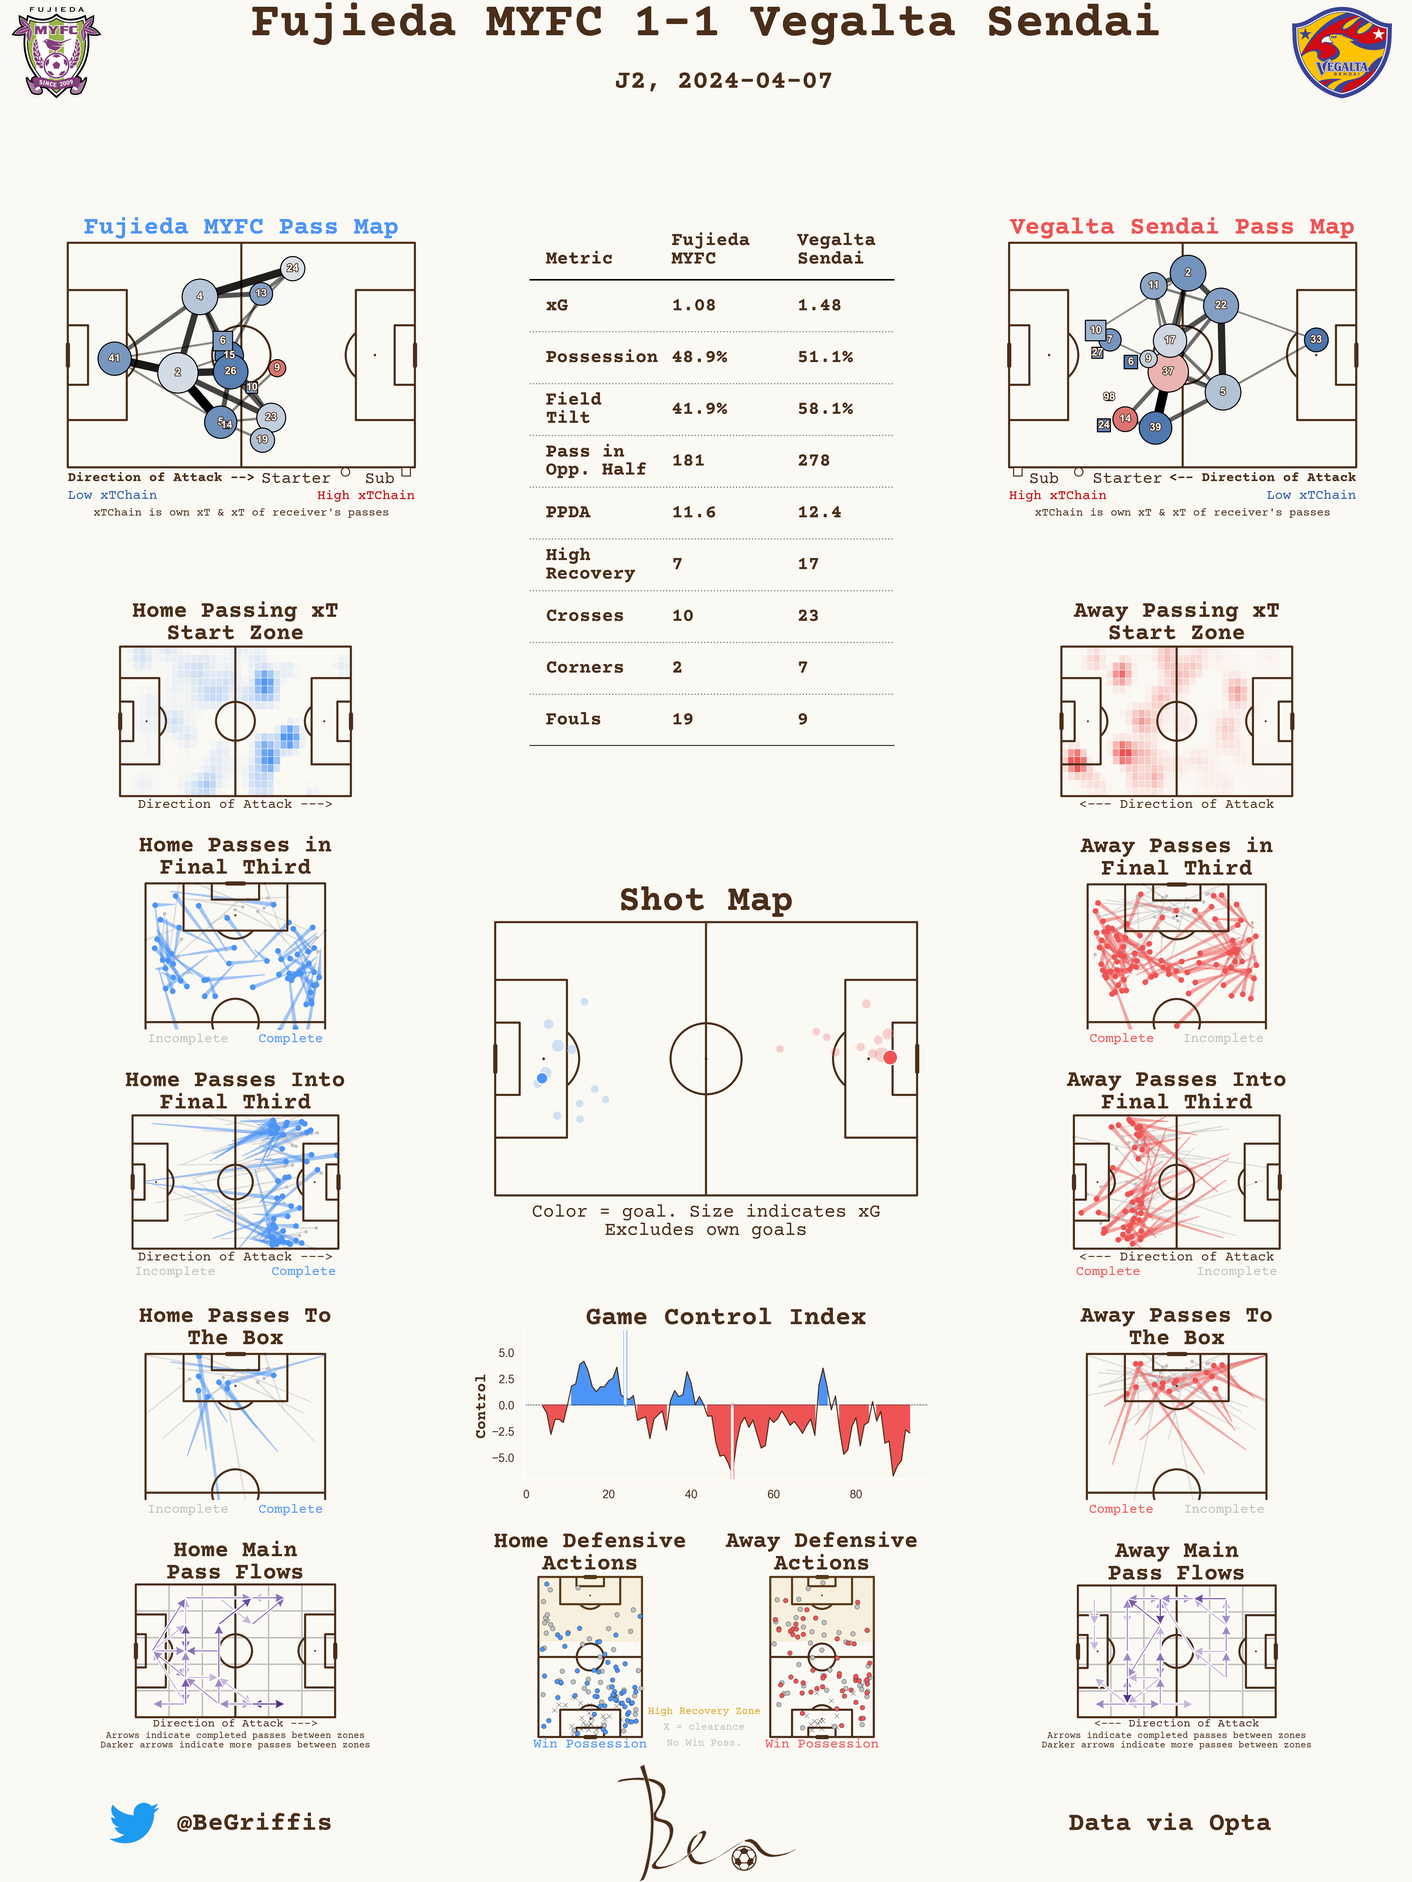 Fujieda MYFC 1-1 Vegalta Sendai
J2, 2024-04-07
FUJIEDA
MYFC
SINCE 2009
VEGALTA
SENDAI
Fujieda MYFC Pass Map
24
4
13
6
41
15
2
26
9
10
5
14
23
19
Direction of Attack --> Starter Sub
Low xTChain High xTChain
xTChain is own xT & xT of receiver's passes
Metric Fujieda MYFC Vegalta Sendai
xG 1.08 1.48
Possession 48.9% 51.1%
Field Tilt 41.9% 58.1%
Pass in Opp. Half 181 278
PPDA 11.6 12.4
High Recovery 7 17
Crosses 10 23
Corners 2 7
Fouls 19 9
Vegalta Sendai Pass Map
2
11
22
10
7
17
33
27
6
9
37
5
98
14
24
39
Sub Starter <-- Direction of Attack
High xTChain Low xTChain
xTChain is own xT & xT of receiver's passes
Home Passing xT
Start Zone
Direction of Attack --->
Away Passing xT
Start Zone
<--- Direction of Attack
Home Passes in
Final Third
Incomplete Complete
Away Passes in
Final Third
Complete Incomplete
Shot Map
Color = goal. Size indicates xG
Excludes own goals
Home Passes Into
Final Third
Direction of Attack --->
Incomplete Complete
Away Passes Into
Final Third
<--- Direction of Attack
Complete Incomplete
Home Passes To
The Box
Incomplete Complete
Game Control Index
Control
5.0
2.5
0.0
−2.5
−5.0
0 20 40 60 80
Away Passes To
The Box
Complete Incomplete
Home Main
Pass Flows
Direction of Attack --->
Arrows indicate completed passes between zones
Darker arrows indicate more passes between zones
Home Defensive
Actions
Win Possession
Away Defensive
Actions
Win Possession
High Recovery Zone
X = clearance
No Win Poss.
Away Main
Pass Flows
<--- Direction of Attack
Arrows indicate completed passes between zones
Darker arrows indicate more passes between zones
@BeGriffis
Ben
Data via Opta